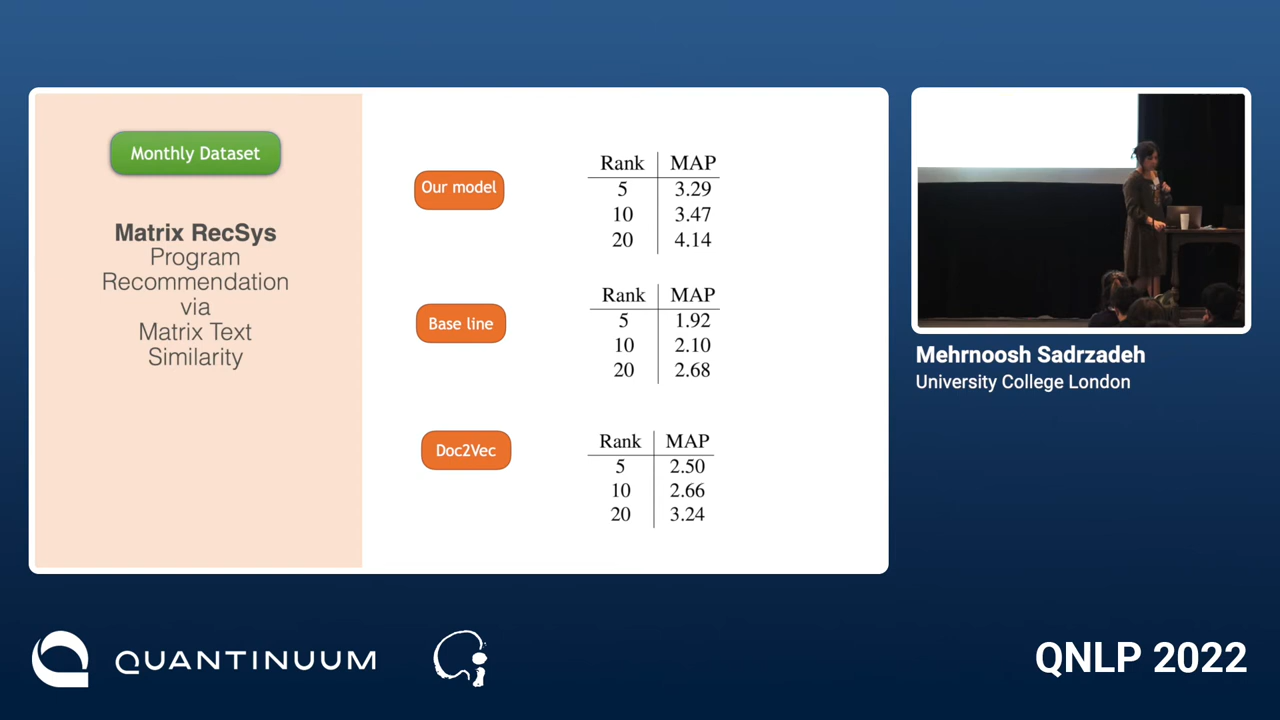 Monthly Dataset
Matrix RecSys
Program
Recommendation
via
Matrix Text
Similarity
Our model
Rank MAP
5 3.29
10 3.47
20 4.14
Base line
Rank MAP
5 1.92
10 2.10
20 2.68
Doc2Vec
Rank MAP
5 2.50
10 2.66
20 3.24
Mehrnoosh Sadrzadeh
University College London
QUANTINUUM
QNLP 2022